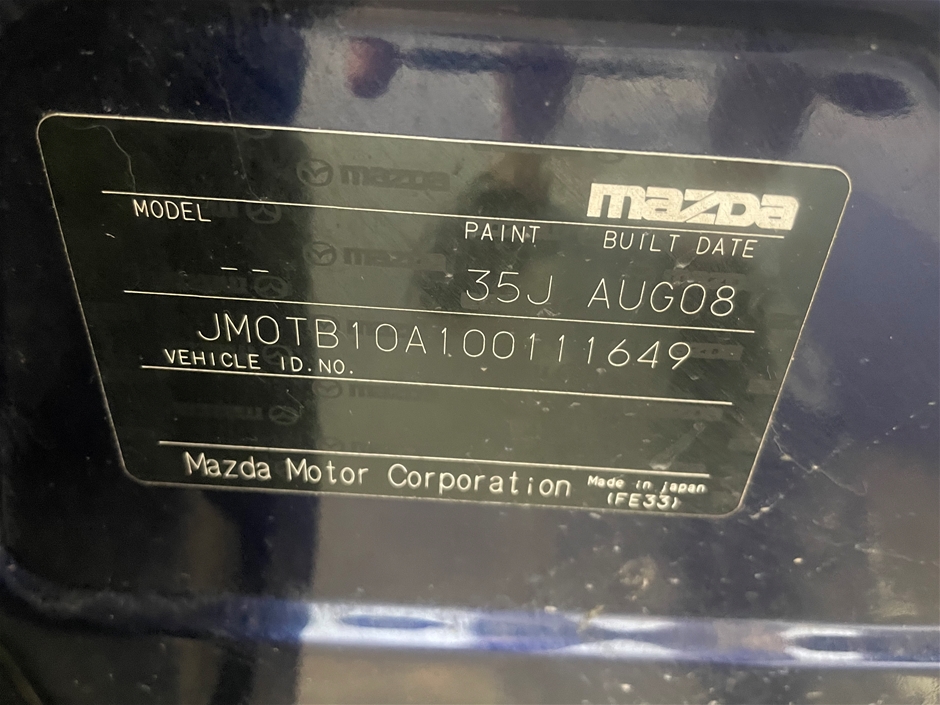 mazda
MODEL PAINT BUILT DATE
-- 35J AUG08
JM0TB10A100111649
VEHICLE ID.NO.
Mazda Motor Corporation Made in Japan
(FE33)